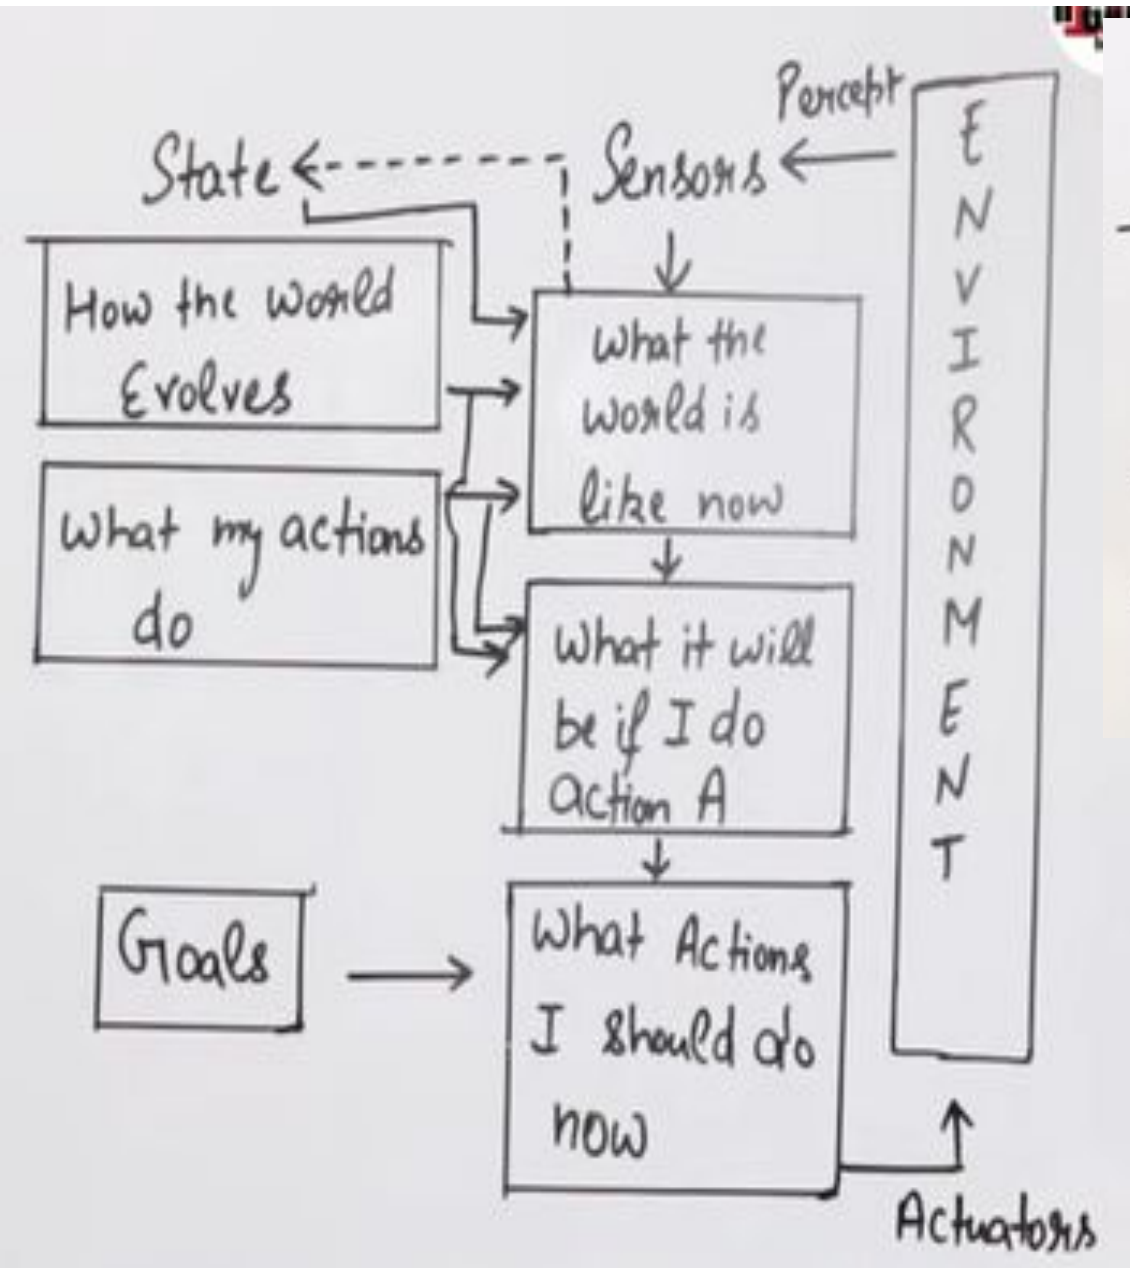 Percept
State
Sensors
How the World
Evolves
What my actions
do
What the
world is
like now
What it will
be if I do
action A
Goals
What Actions
I should do
now
Actuators
ENVIRONMENT